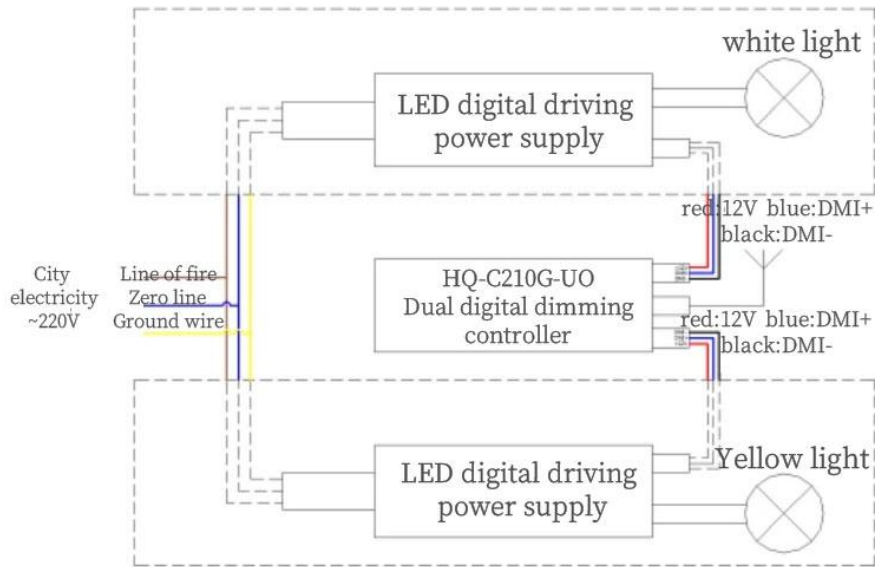 white light
LED digital driving
power supply
red:12V blue:DMI+
black:DMI-
HQ-C210G-UO
Dual digital dimming
controller
City
electricity
~220V
Line of fire
Zero line
Ground wire
red:12V blue:DMI+
black:DMI-
LED digital driving
power supply
Yellow light